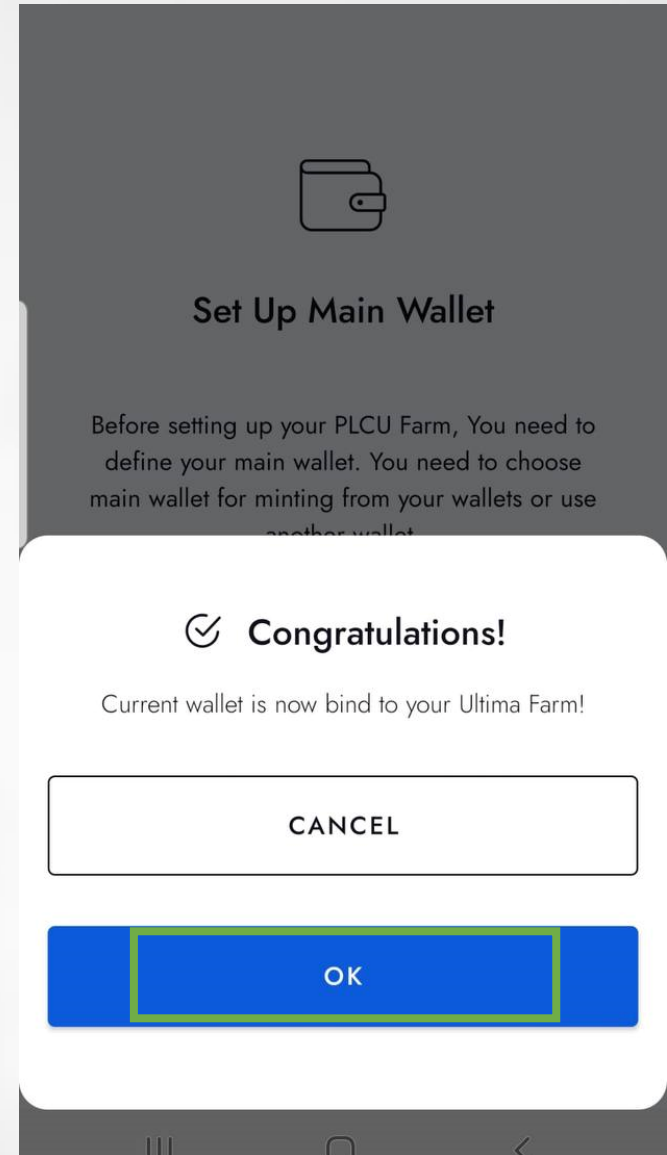 Set Up Main Wallet
Before setting up your PLCU Farm, You need to
define your main wallet. You need to choose
main wallet for minting from your wallets or use
another wallet
Congratulations!
Current wallet is now bind to your Ultima Farm!
CANCEL
OK